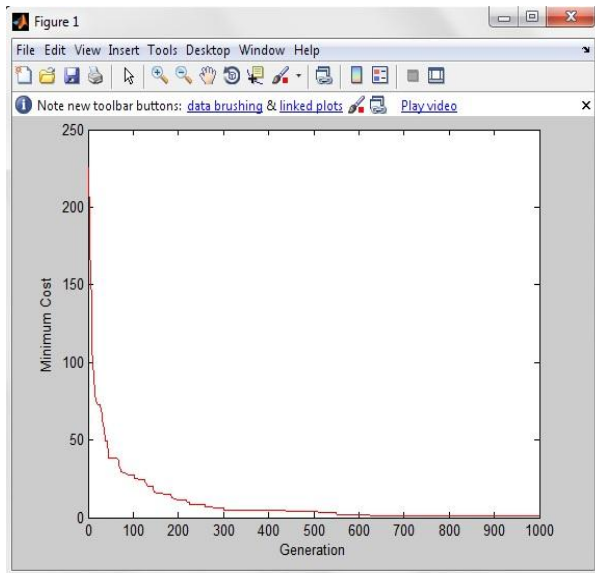 Figure 1
File Edit View Insert Tools Desktop Window Help
Note new toolbar buttons: data brushing & linked plots Play video
250
200
150
100
50
0
Minimum Cost
0 100 200 300 400 500 600 700 800 900 1000
Generation